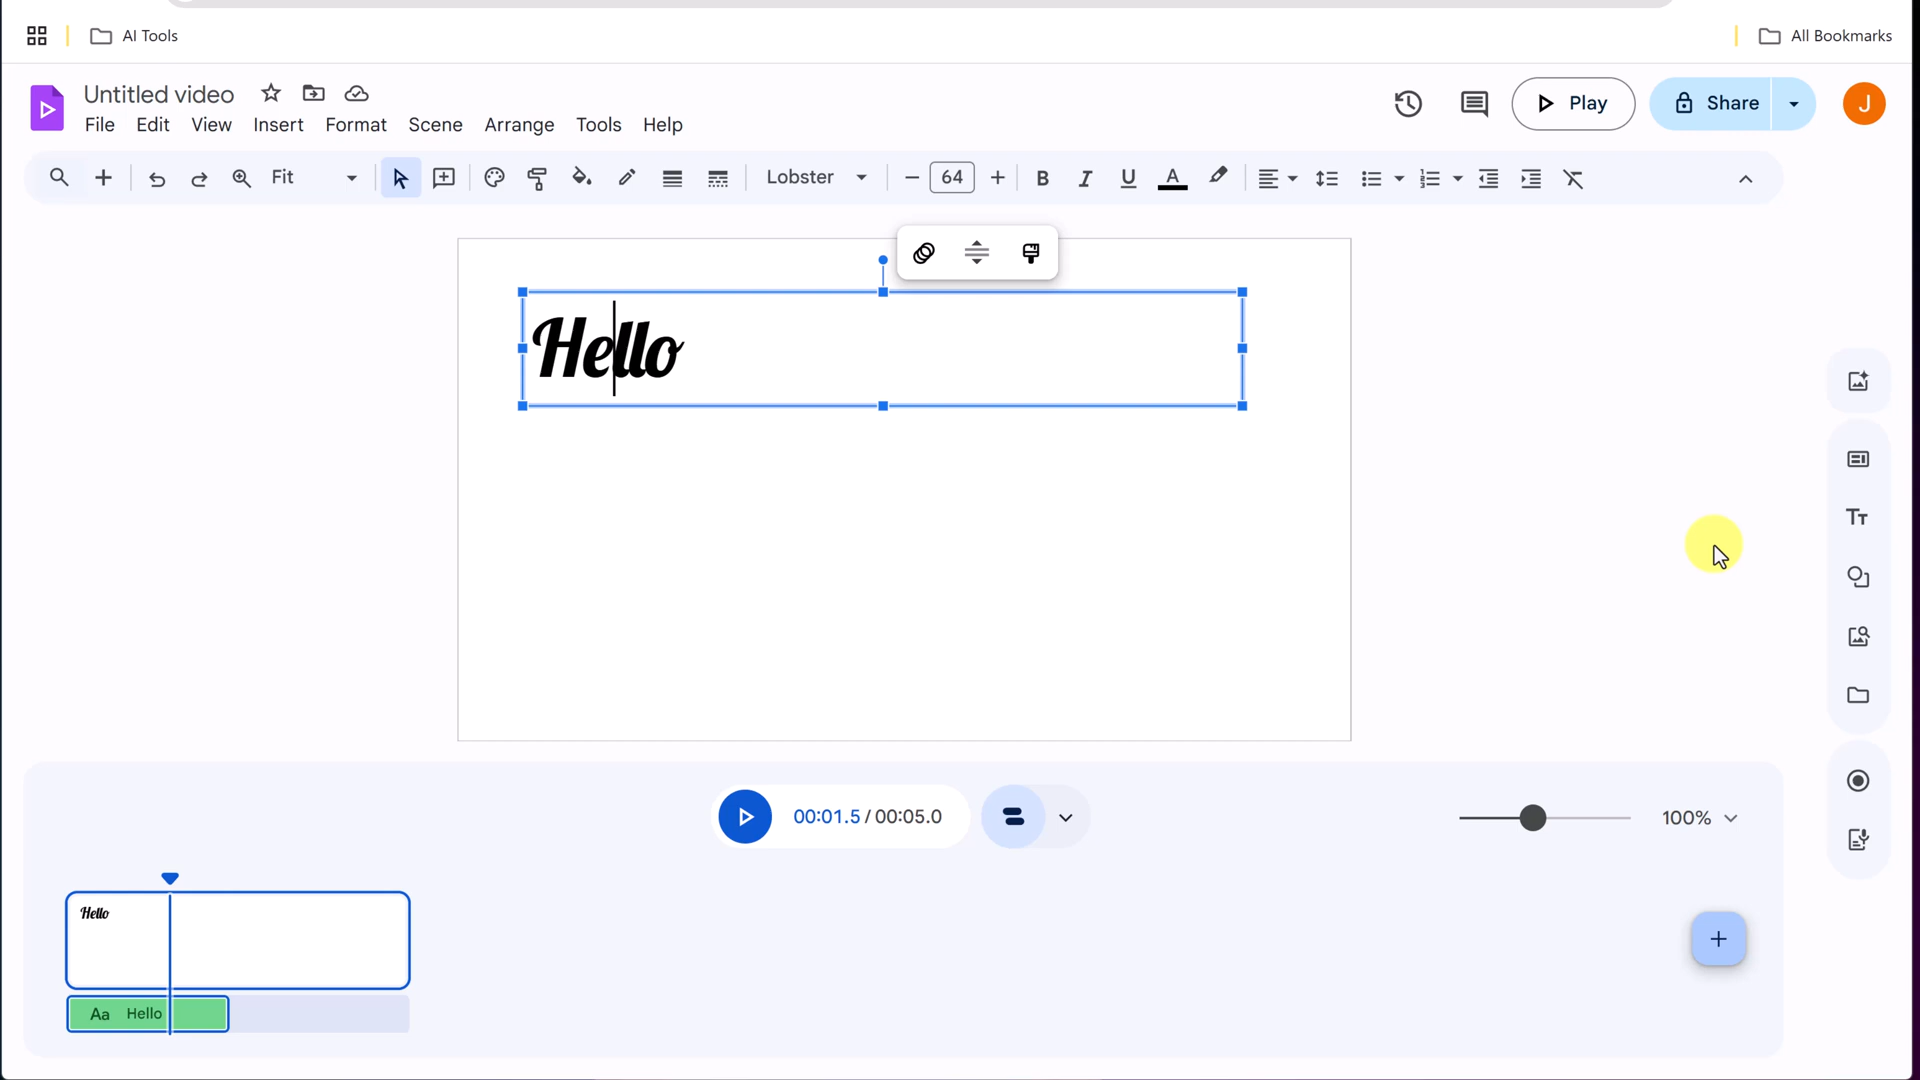 AI Tools
All Bookmarks
Untitled video
File Edit View Insert Format Scene Arrange Tools Help
Play
Share
J
Fit
Lobster
64
B I U A
Hello
Tт
00:01.5 / 00:05.0
100%
Hello
Aa Hello